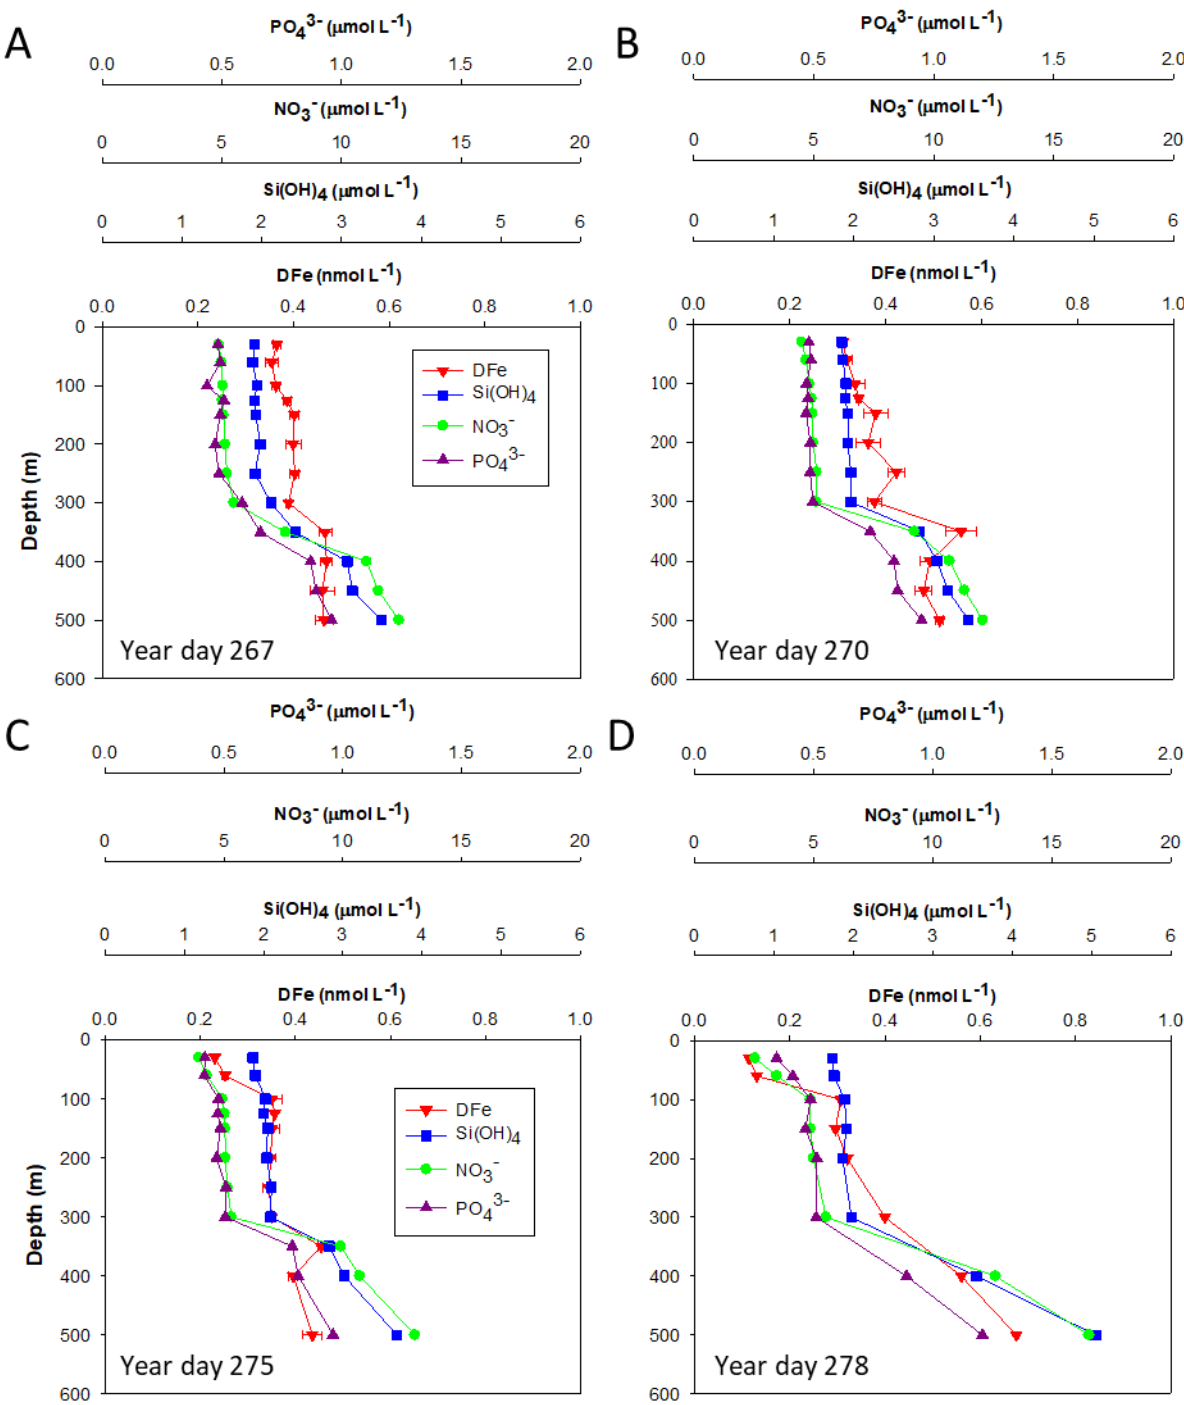 A
PO₄³⁻ (µmol L⁻¹)
0.0 0.5 1.0 1.5 2.0
NO₃⁻ (µmol L⁻¹)
0 5 10 15 20
Si(OH)₄ (µmol L⁻¹)
0 1 2 3 4 5 6
DFe (nmol L⁻¹)
0.0 0.2 0.4 0.6 0.8 1.0
0
100
200
300
400
500
600
Depth (m)
DFe
Si(OH)₄
NO₃⁻
PO₄³⁻
Year day 267
B
PO₄³⁻ (µmol L⁻¹)
0.0 0.5 1.0 1.5 2.0
NO₃⁻ (µmol L⁻¹)
0 5 10 15 20
Si(OH)₄ (µmol L⁻¹)
0 1 2 3 4 5 6
DFe (nmol L⁻¹)
0.0 0.2 0.4 0.6 0.8 1.0
0
100
200
300
400
500
600
Year day 270
C
PO₄³⁻ (µmol L⁻¹)
0.0 0.5 1.0 1.5 2.0
NO₃⁻ (µmol L⁻¹)
0 5 10 15 20
Si(OH)₄ (µmol L⁻¹)
0 1 2 3 4 5 6
DFe (nmol L⁻¹)
0.0 0.2 0.4 0.6 0.8 1.0
0
100
200
300
400
500
600
Depth (m)
DFe
Si(OH)₄
NO₃⁻
PO₄³⁻
Year day 275
D
PO₄³⁻ (µmol L⁻¹)
0.0 0.5 1.0 1.5 2.0
NO₃⁻ (µmol L⁻¹)
0 5 10 15 20
Si(OH)₄ (µmol L⁻¹)
0 1 2 3 4 5 6
DFe (nmol L⁻¹)
0.0 0.2 0.4 0.6 0.8 1.0
0
100
200
300
400
500
600
Year day 278